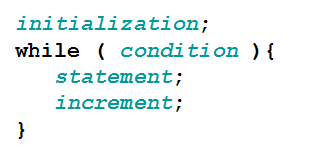 initialization;
while ( condition ){
statement;
increment;
}